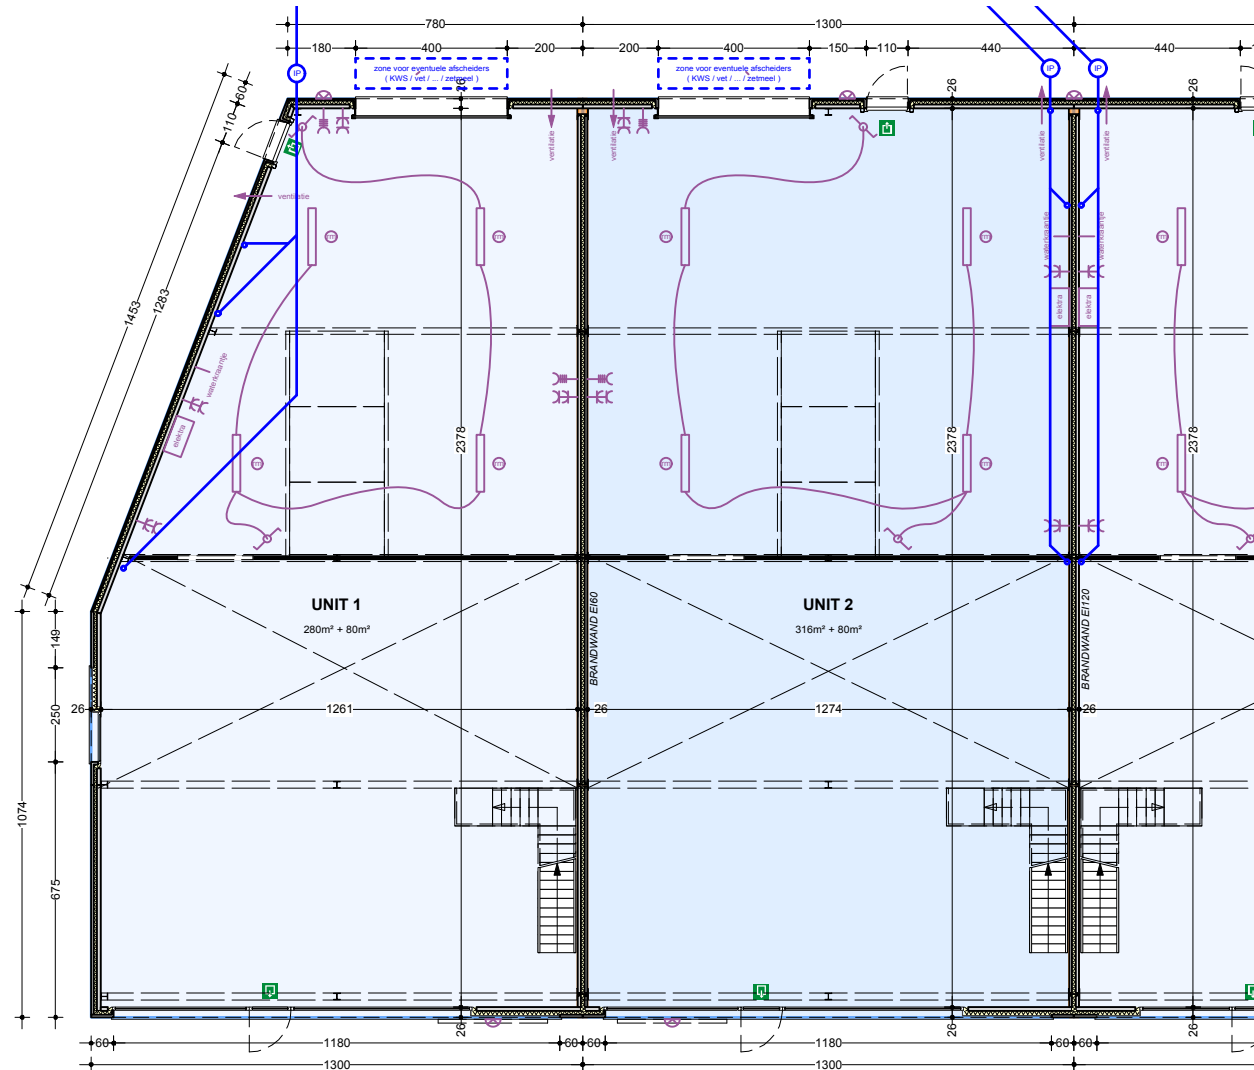 780
1300
180
400
200
200
400
150
110
440
440
zone voor eventuele afscheiders
( KWS / vet / ... / zetmeel )
zone voor eventuele afscheiders
( KWS / vet / ... / zetmeel )
IP
IP
IP
60
110
26
26
26
ventilatie
ventilatie
ventilatie
ventilatie
ventilatie
1453
1283
waterkraantje
waterkraantje
waterkraantje
elektra
elektra
elektra
2378
2378
2378
UNIT 1
280m² + 80m²
UNIT 2
316m² + 80m²
BRANDWAND EI60
BRANDWAND EI120
149
250
675
1074
26
1261
26
1274
26
26
26
26
60
1180
60
60
1180
60
60
1300
1300